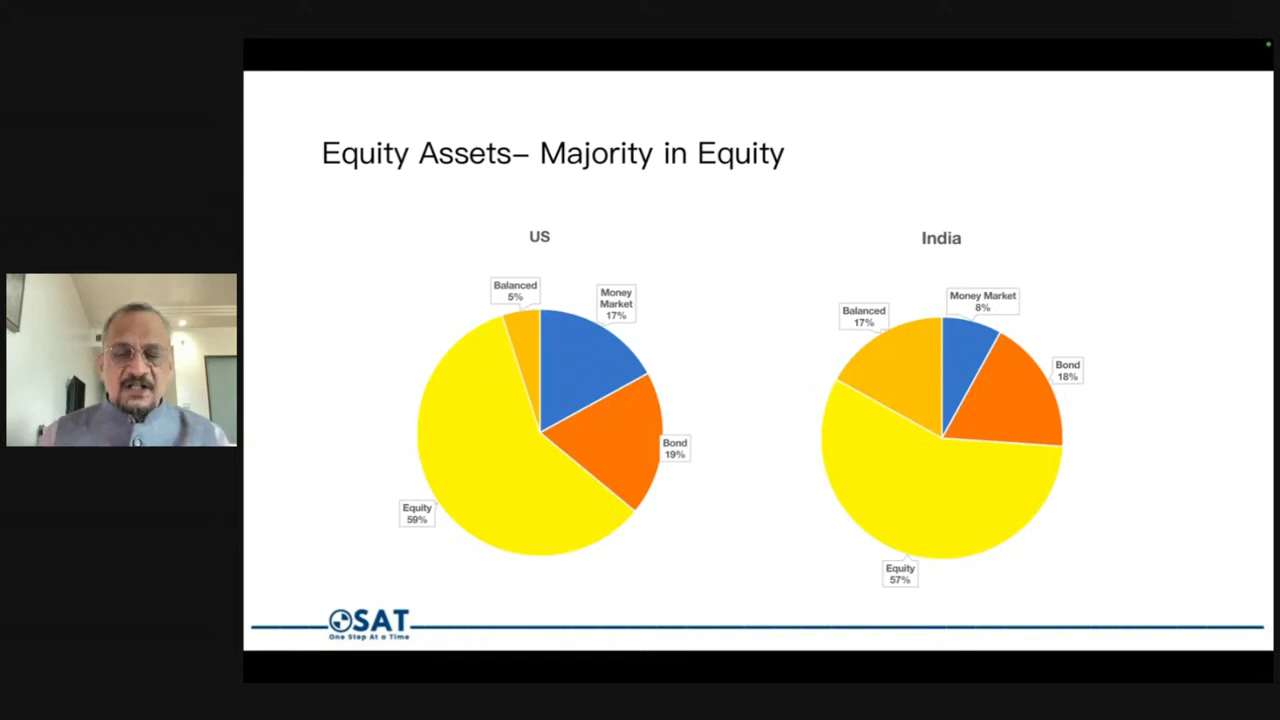 Equity Assets– Majority in Equity
US
Balanced
5%
Money
Market
17%
Bond
19%
Equity
59%
India
Balanced
17%
Money Market
8%
Bond
18%
Equity
57%
OSAT
One Step At a Time